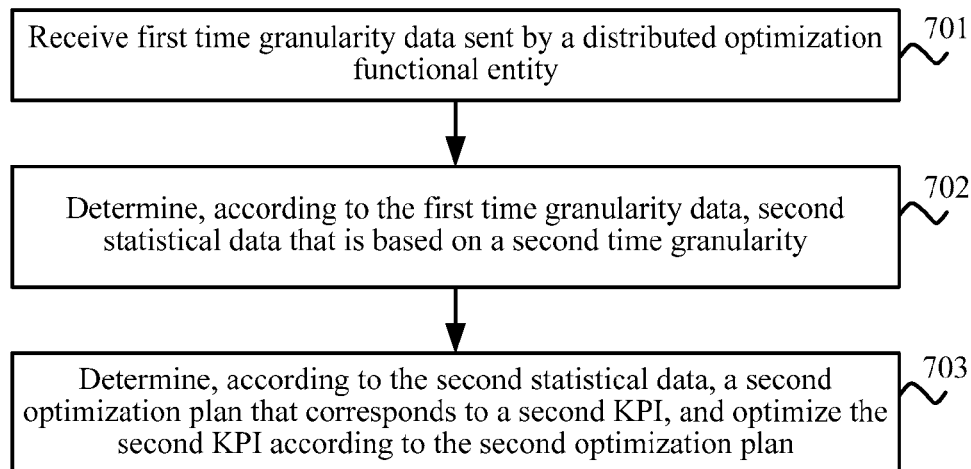 Receive first time granularity data sent by a distributed optimization
functional entity
701
Determine, according to the first time granularity data, second
statistical data that is based on a second time granularity
702
Determine, according to the second statistical data, a second
optimization plan that corresponds to a second KPI, and optimize the
second KPI according to the second optimization plan
703